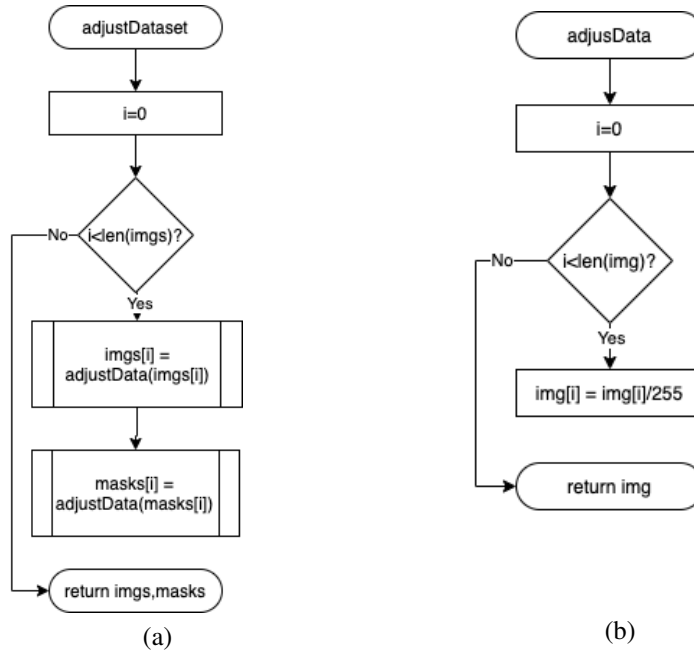 adjustDataset
i=0
i<len(imgs)?
No
Yes
imgs[i] =
adjustData(imgs[i])
masks[i] =
adjustData(masks[i])
return imgs,masks
(a)
adjusData
i=0
i<len(img)?
No
Yes
img[i] = img[i]/255
return img
(b)